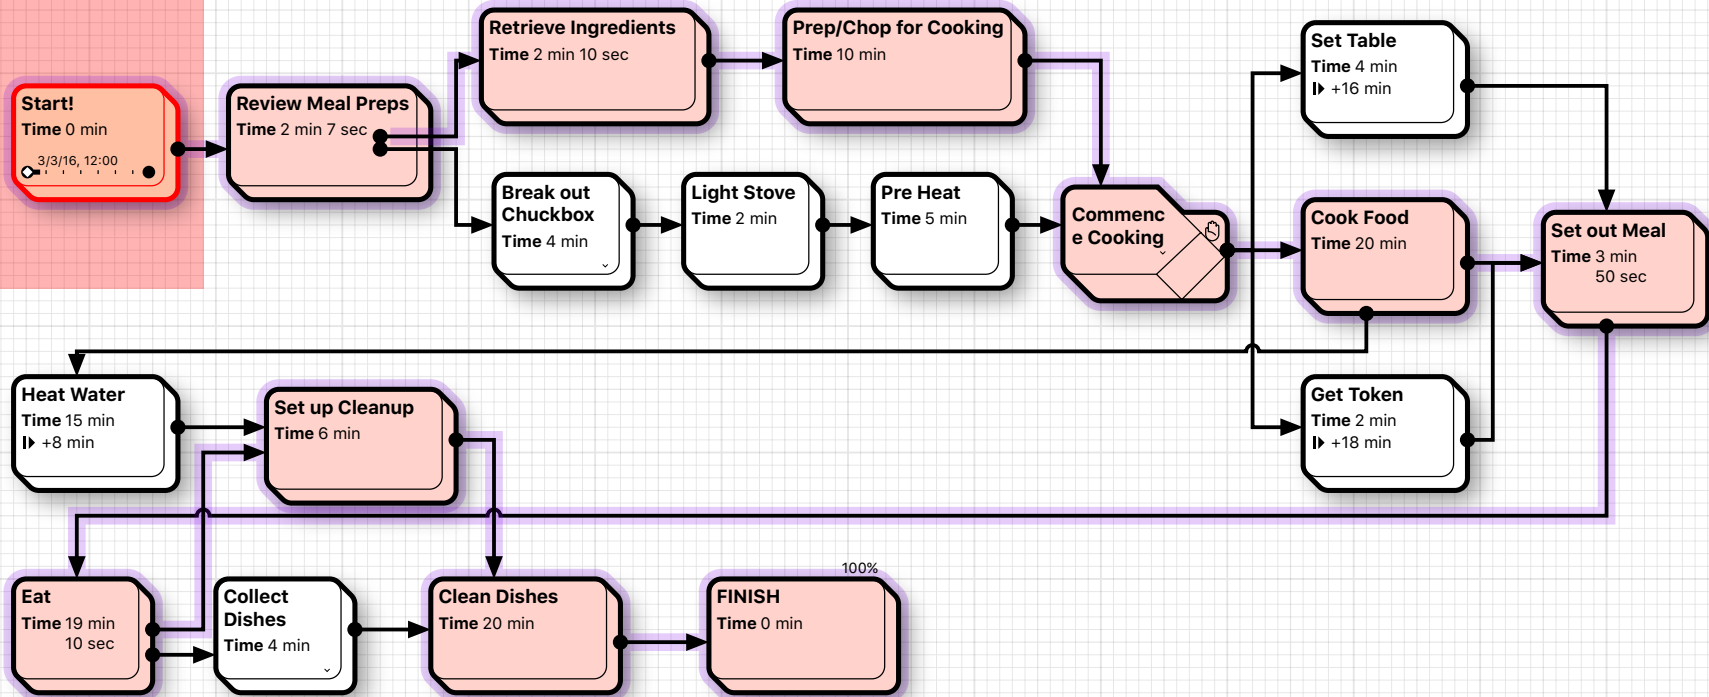 Start!
Time 0 min
3/3/16, 12:00
Review Meal Preps
Time 2 min 7 sec
Retrieve Ingredients
Time 2 min 10 sec
Prep/Chop for Cooking
Time 10 min
Break out
Chuckbox
Time 4 min
Light Stove
Time 2 min
Pre Heat
Time 5 min
Commenc
e Cooking
Set Table
Time 4 min
+16 min
Cook Food
Time 20 min
Set out Meal
Time 3 min
50 sec
Get Token
Time 2 min
+18 min
Heat Water
Time 15 min
+8 min
Set up Cleanup
Time 6 min
Eat
Time 19 min
10 sec
Collect
Dishes
Time 4 min
Clean Dishes
Time 20 min
100%
FINISH
Time 0 min